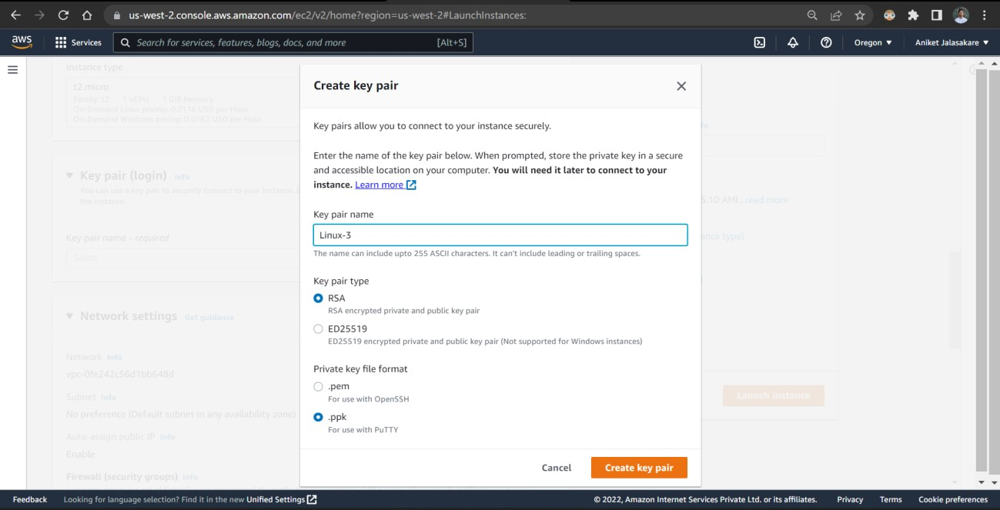 us-west-2.console.aws.amazon.com/ec2/v2/home?region=us-west-2#LaunchInstances:
aws
Services
Search for services, features, blogs, docs, and more
[Alt+S]
Oregon ▼
Aniket Jalasakare ▼
Instance type
t2.micro
Family: t2 1 vCPU 1 GiB Memory
On-Demand Linux pricing: 0.0116 USD per Hour
On-Demand Windows pricing: 0.0162 USD per Hour
Key pair (login) Info
You can use a key pair to securely connect to your instance.
the instance.
Key pair name - required
Select
Network settings Get guidance
Network Info
vpc-0fe242c56d1bb648d
Subnet Info
No preference (Default subnet in any availability zone)
Auto-assign public IP Info
Enable
Firewall (security groups) Info
Create key pair
Key pairs allow you to connect to your instance securely.
Enter the name of the key pair below. When prompted, store the private key in a secure
and accessible location on your computer. You will need it later to connect to your
instance. Learn more
Key pair name
Linux-3
The name can include upto 255 ASCII characters. It can't include leading or trailing spaces.
Key pair type
RSA
RSA encrypted private and public key pair
ED25519
ED25519 encrypted private and public key pair (Not supported for Windows instances)
Private key file format
.pem
For use with OpenSSH
.ppk
For use with PuTTY
Cancel
Create key pair
5.10 AMI...read more
Launch instance
Feedback
Looking for language selection? Find it in the new Unified Settings
© 2022, Amazon Internet Services Private Ltd. or its affiliates.
Privacy
Terms
Cookie preferences